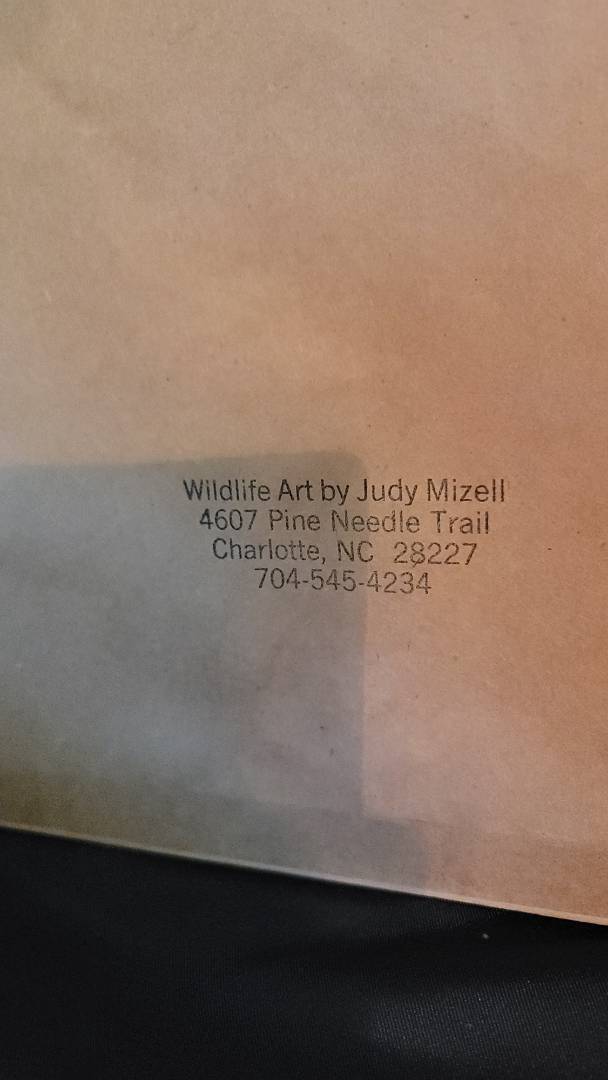 Wildlife Art by Judy Mizell
4607 Pine Needle Trail
Charlotte, NC 28227
704-545-4234